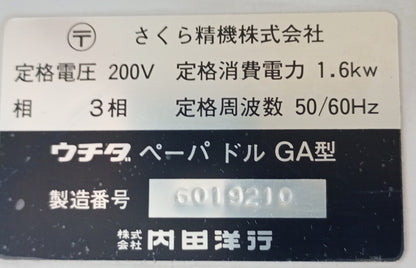 〶 さくら精機株式会社
定格電圧 200V 定格消費電力 1.6kw
相 3相 定格周波数 50/60Hz
ウチダ ペーパドル GA型
製造番号 6019210
株式会社 内田洋行